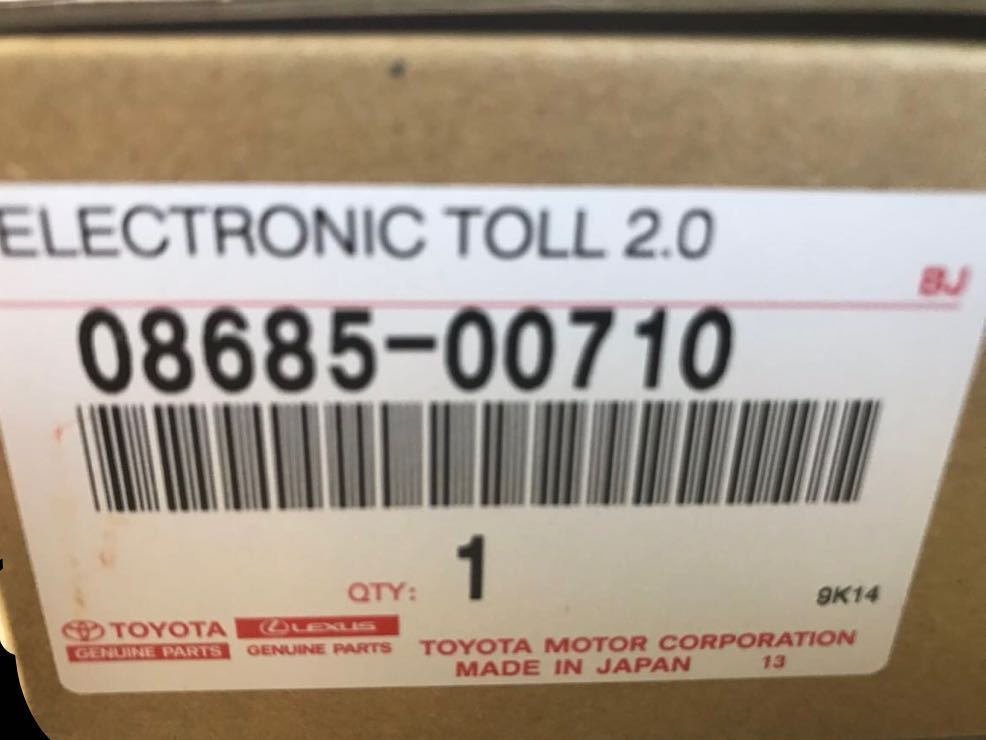 ELECTRONIC TOLL 2.0
BJ
08685-00710
QTY: 1
9K14
TOYOTA
GENUINE PARTS
LEXUS
GENUINE PARTS
TOYOTA MOTOR CORPORATION
MADE IN JAPAN 13